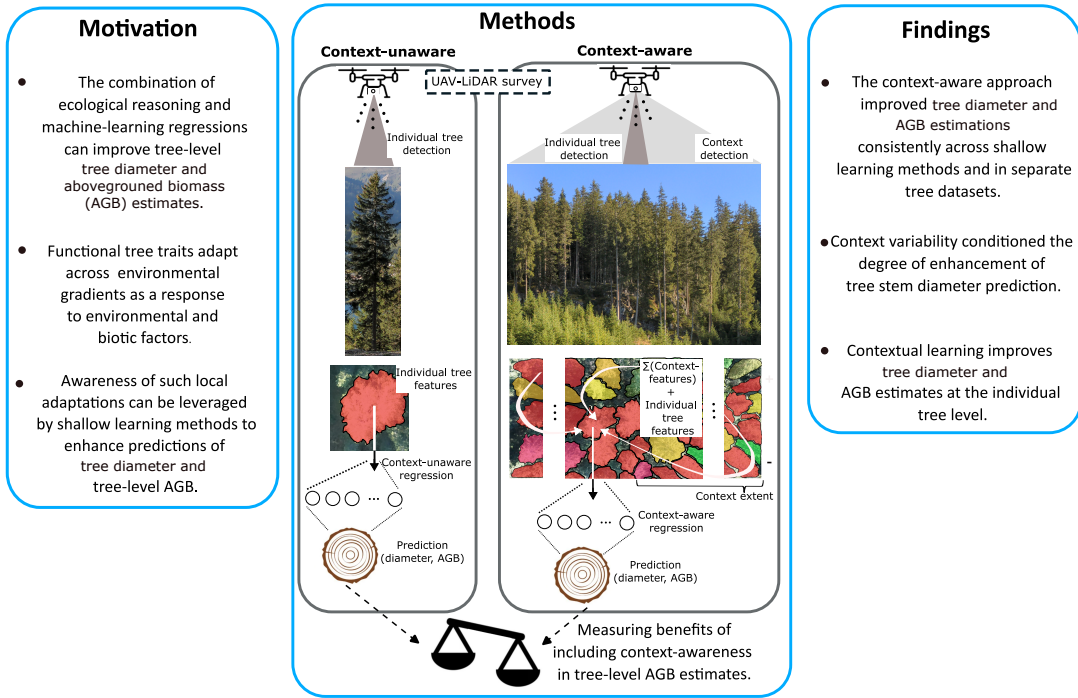 Motivation
The combination of
ecological reasoning and
machine-learning regressions
can improve tree-level
tree diameter and
abovegrouned biomass
(AGB) estimates.
Functional tree traits adapt
across environmental
gradients as a response
to environmental and
biotic factors.
Awareness of such local
adaptations can be leveraged
by shallow learning methods to
enhance predictions of
tree diameter and
tree-level AGB.
Methods
Context-unaware
Context-aware
UAV-LiDAR survey
Individual tree
detection
Individual tree
features
Context-unaware
regression
...
Prediction
(diameter, AGB)
Individual tree
detection
Context
detection
Σ(Context-
features)
+
Individual
tree
features
Context extent
Context-aware
regression
...
Prediction
(diameter, AGB)
Measuring benefits of
including context-awareness
in tree-level AGB estimates.
Findings
The context-aware approach
improved tree diameter and
AGB estimations
consistently across shallow
learning methods and in separate
tree datasets.
Context variability conditioned the
degree of enhancement of
tree stem diameter prediction.
Contextual learning improves
tree diameter and
AGB estimates at the individual
tree level.